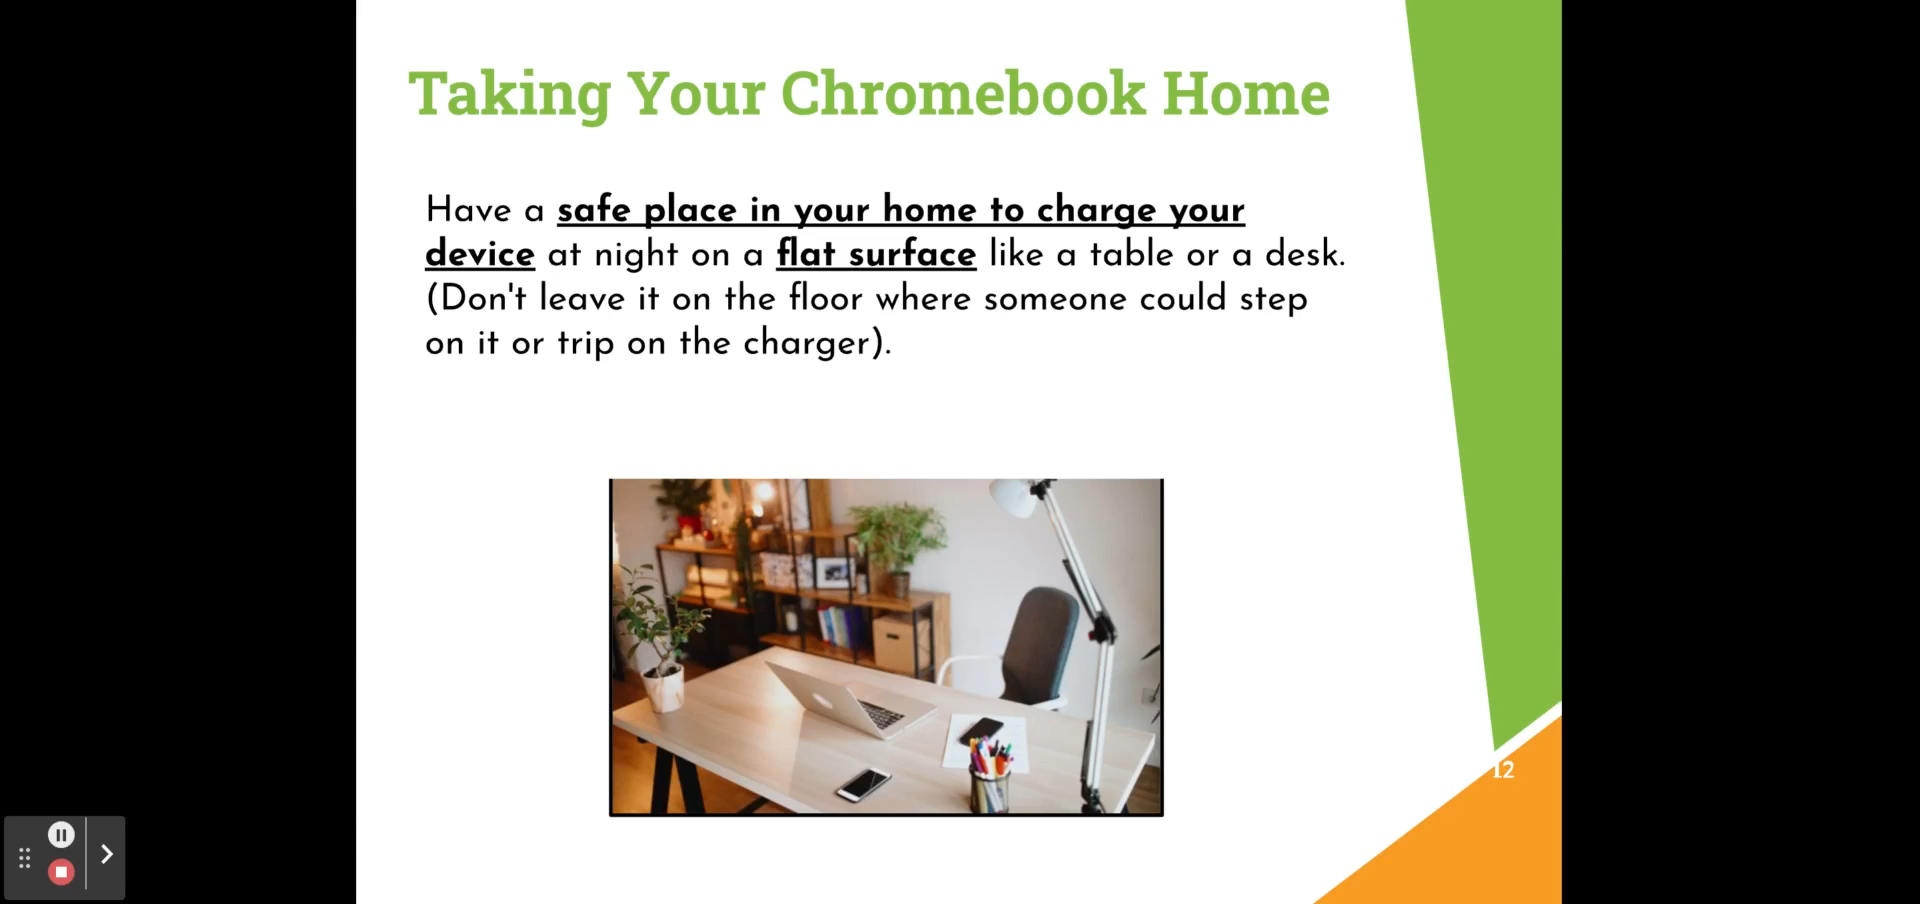 Taking Your Chromebook Home
Have a safe place in your home to charge your
device at night on a flat surface like a table or a desk.
(Don't leave it on the floor where someone could step
on it or trip on the charger).
12